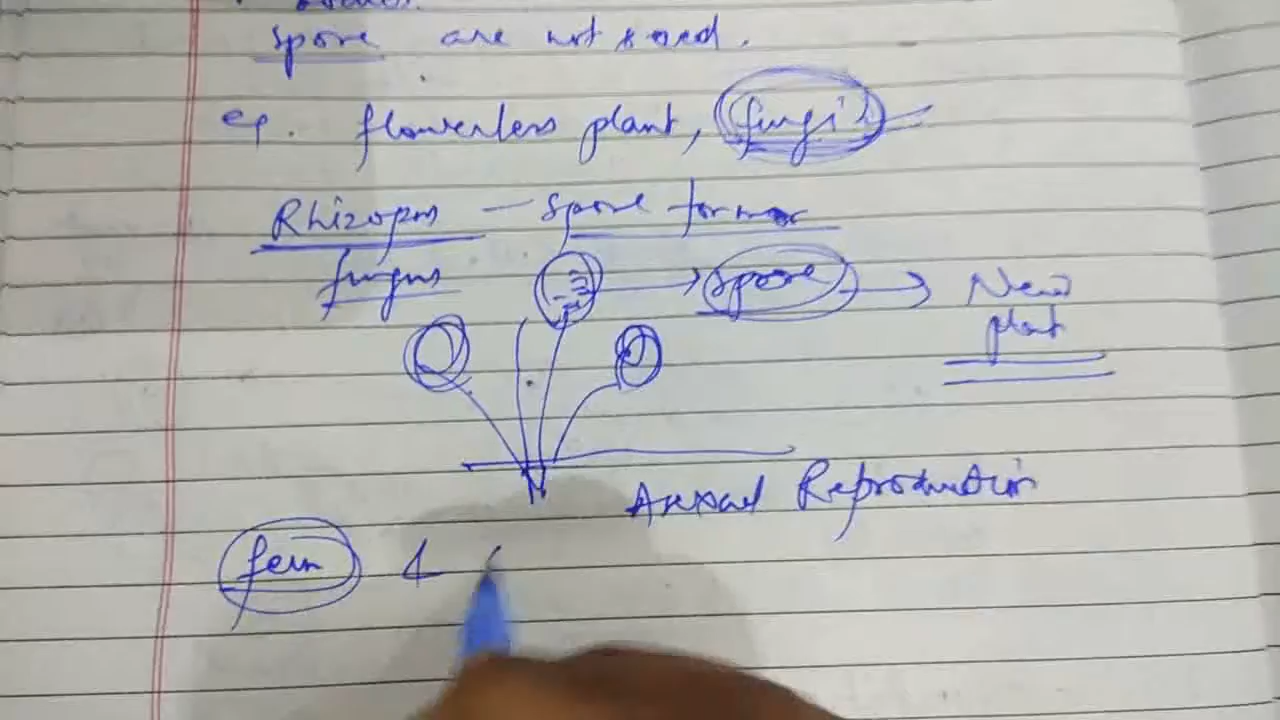 spore are not seed.
eg. flowerless plant, fungi
Rhizopus - spore former
fungus spore → New
plant
Asexual Reproduction
fern &